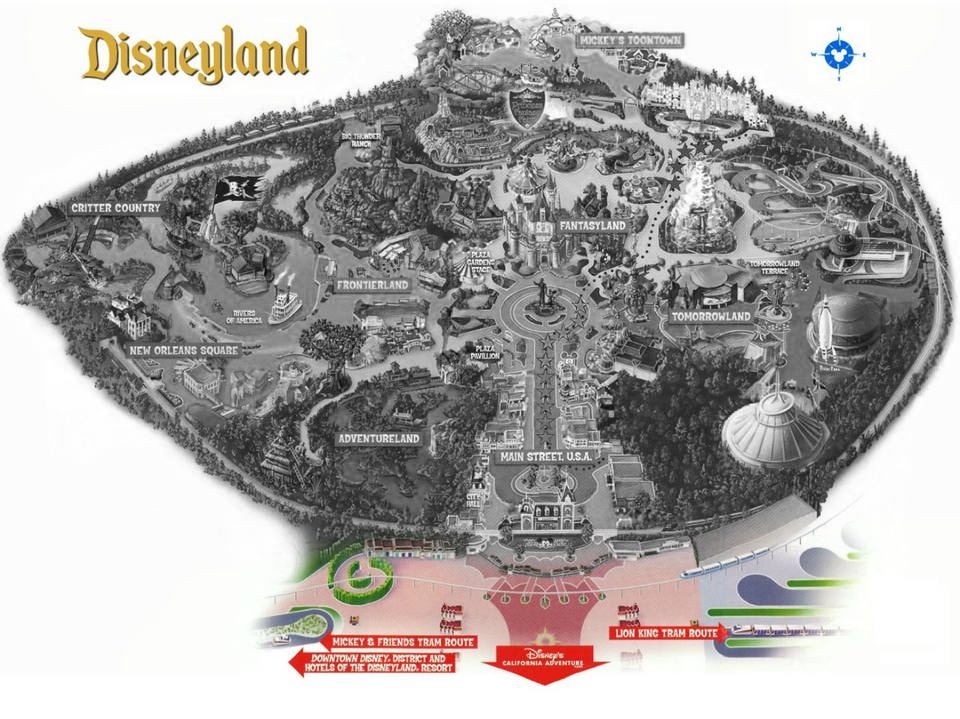 Disneyland
MICKEY'S TOONTOWN
N
W
E
S
BIG THUNDER
RANCH
CRITTER COUNTRY
FANTASYLAND
PLAZA
GARDENS
STAGE
TOMORROWLAND
TERRACE
FRONTIERLAND
RIVERS
OF AMERICA
TOMORROWLAND
NEW ORLEANS SQUARE
PLAZA
PAVILION
ADVENTURELAND
MAIN STREET, U.S.A.
CITY
HALL
LION KING TRAM ROUTE
MICKEY & FRIENDS TRAM ROUTE
DOWNTOWN DISNEY® DISTRICT AND
HOTELS OF THE DISNEYLAND® RESORT
Disney's
CALIFORNIA ADVENTURE